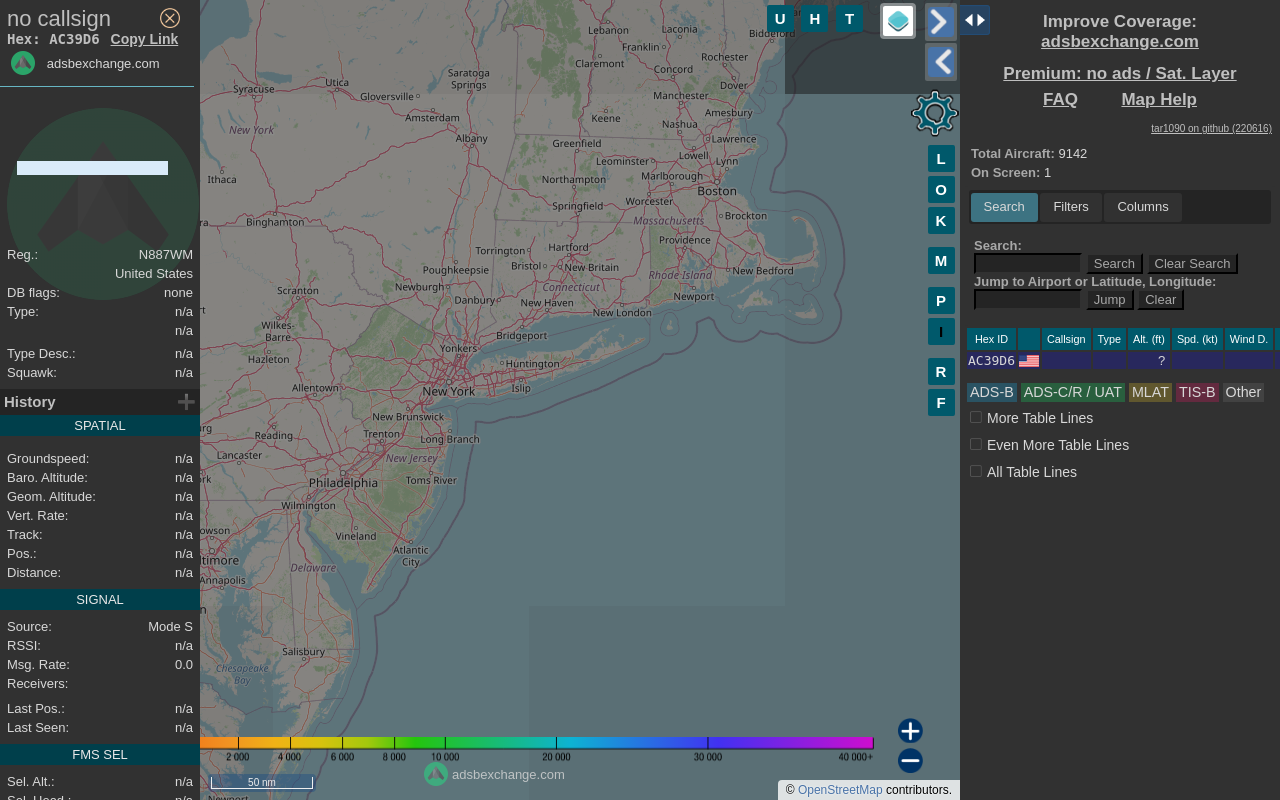 no callsign
Hex: AC39D6 Copy Link
adsbexchange.com
Reg.: N887WM
United States
DB flags: none
Type: n/a
n/a
Type Desc.: n/a
Squawk: n/a
History
SPATIAL
Groundspeed: n/a
Baro. Altitude: n/a
Geom. Altitude: n/a
Vert. Rate: n/a
Track: n/a
Pos.: n/a
Distance: n/a
SIGNAL
Source: Mode S
RSSI: n/a
Msg. Rate: 0.0
Receivers:
Last Pos.: n/a
Last Seen: n/a
FMS SEL
Sel. Alt.: n/a
U H T
L
O
K
M
P
I
R
F
Lebanon
Laconia
Biddeford
Franklin
Rochester
Claremont
Concord
Dover
Utica
Saratoga
Springs
Syracuse
Gloversville
Manchester
Amesbury
Amsterdam
Keene
Nashua
New York
Albany
Greenfield
Lawrence
Leominster
Lowell
Lynn
Ithaca
Northampton
Marlborough
Boston
Springfield
Worcester
Binghamton
Massachusetts
Brockton
Providence
Torrington
Hartford
Bristol
New Britain
Poughkeepsie
Rhode Island
New Bedford
Scranton
Newburgh
Connecticut
Danbury
New Haven
Newport
New London
Wilkes-
Barre
Bridgeport
Hazleton
Yonkers
Huntington
Allentown
New York
Islip
New Brunswick
Reading
Trenton
Long Branch
Lancaster
New Jersey
Philadelphia
Toms River
Wilmington
Vineland
Atlantic
City
Delaware
Annapolis
Salisbury
Chesapeake
Bay
2 000 4 000 6 000 8 000 10 000 20 000 30 000 40 000+
adsbexchange.com
50 nm
© OpenStreetMap contributors.
Improve Coverage:
adsbexchange.com
Premium: no ads / Sat. Layer
FAQ Map Help
tar1090 on github (220616)
Total Aircraft: 9142
On Screen: 1
Search Filters Columns
Search:
Search Clear Search
Jump to Airport or Latitude, Longitude:
Jump Clear
Hex ID Callsign Type Alt. (ft) Spd. (kt) Wind D.
AC39D6 ?
ADS-B ADS-C/R / UAT MLAT TIS-B Other
More Table Lines
Even More Table Lines
All Table Lines